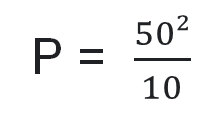 P = 50² / 10